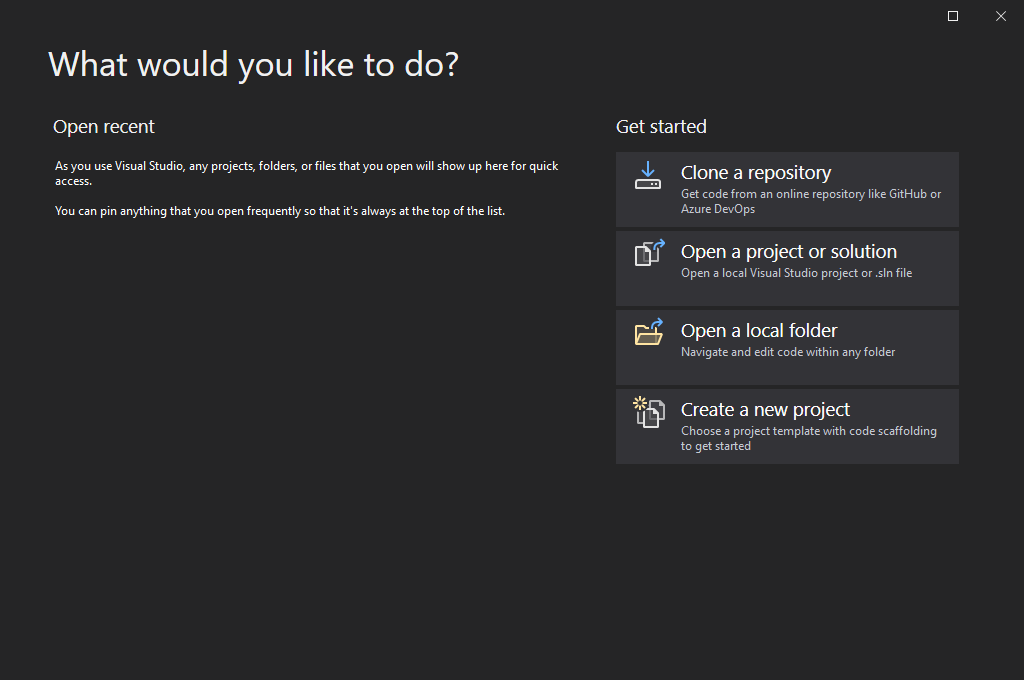 What would you like to do?
Open recent
As you use Visual Studio, any projects, folders, or files that you open will show up here for quick
access.
You can pin anything that you open frequently so that it's always at the top of the list.
Get started
Clone a repository
Get code from an online repository like GitHub or
Azure DevOps
Open a project or solution
Open a local Visual Studio project or .sln file
Open a local folder
Navigate and edit code within any folder
Create a new project
Choose a project template with code scaffolding
to get started